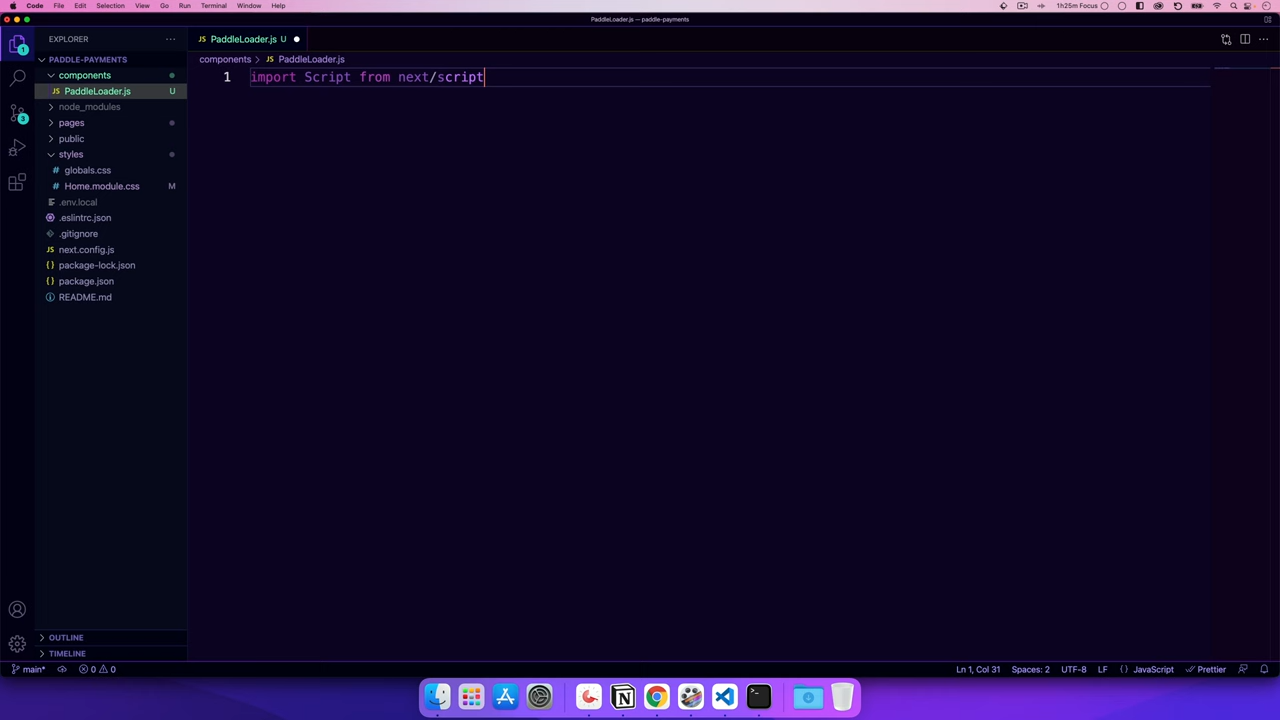 Code File Edit Selection View Go Run Terminal Window Help 1h25m Focus
PaddleLoader.js — paddle-payments
EXPLORER
PaddleLoader.js U
PADDLE-PAYMENTS
components > PaddleLoader.js
components
1 import Script from next/script
PaddleLoader.js U
node_modules
pages
public
styles
# globals.css
# Home.module.css M
.env.local
.eslintrc.json
.gitignore
JS next.config.js
{} package-lock.json
{} package.json
README.md
1
3
OUTLINE
TIMELINE
main* 0 0 Ln 1, Col 31 Spaces: 2 UTF-8 LF {} JavaScript Prettier